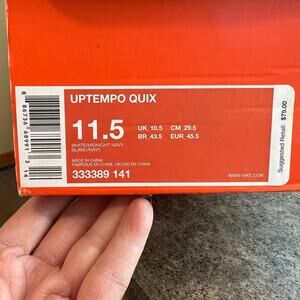 UPTEMPO QUIX
11.5
UK 10.5 CM 29.5
BR 43.5 EUR 45.5
WHITE/MIDNIGHT NAVY
BLANC/NAVY
MADE IN CHINA
FABRIQUE EN CHINE, HECHO EN CHINA
333389 141
WWW.NIKE.COM
Suggested Retail: $75.00